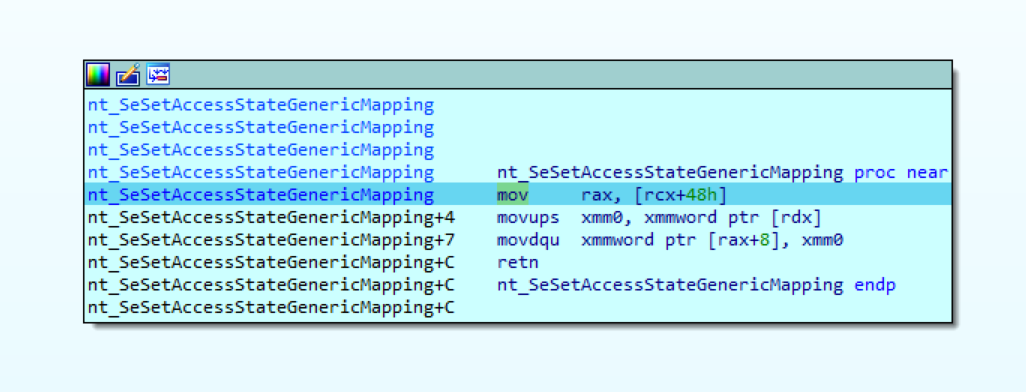 nt_SeSetAccessStateGenericMapping
nt_SeSetAccessStateGenericMapping
nt_SeSetAccessStateGenericMapping
nt_SeSetAccessStateGenericMapping nt_SeSetAccessStateGenericMapping proc near
nt_SeSetAccessStateGenericMapping mov rax, [rcx+48h]
nt_SeSetAccessStateGenericMapping+4 movups xmm0, xmmword ptr [rdx]
nt_SeSetAccessStateGenericMapping+7 movdqu xmmword ptr [rax+8], xmm0
nt_SeSetAccessStateGenericMapping+C retn
nt_SeSetAccessStateGenericMapping+C nt_SeSetAccessStateGenericMapping endp
nt_SeSetAccessStateGenericMapping+C